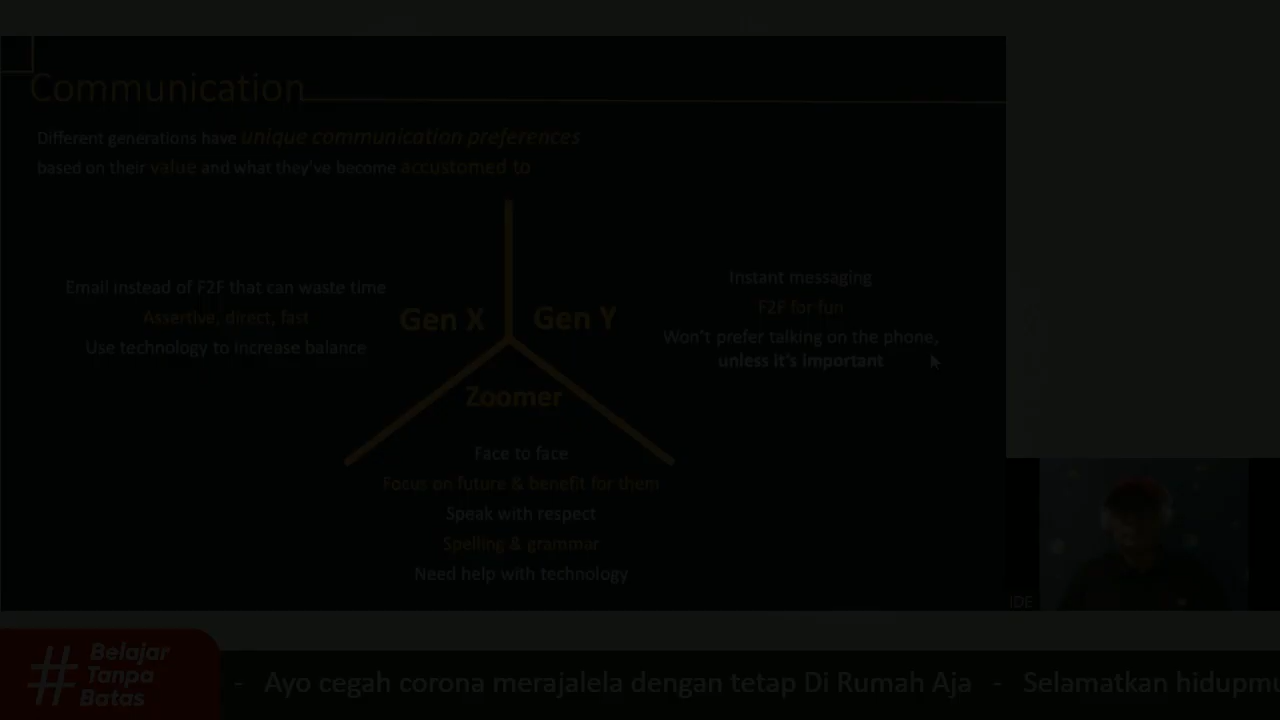 Communication
Different generations have unique communication preferences
based on their value and what they've become accustomed to
Email instead of F2F that can waste time
Assertive, direct, fast
Use technology to increase balance
Gen X
Gen Y
Instant messaging
F2F for fun
Won't prefer talking on the phone,
unless it's important
Zoomer
Face to face
Focus on future & benefit for them
Speak with respect
Spelling & grammar
Need help with technology
IDE
# Belajar
Tanpa
Batas
- Ayo cegah corona merajalela dengan tetap Di Rumah Aja - Selamatkan hidupmu